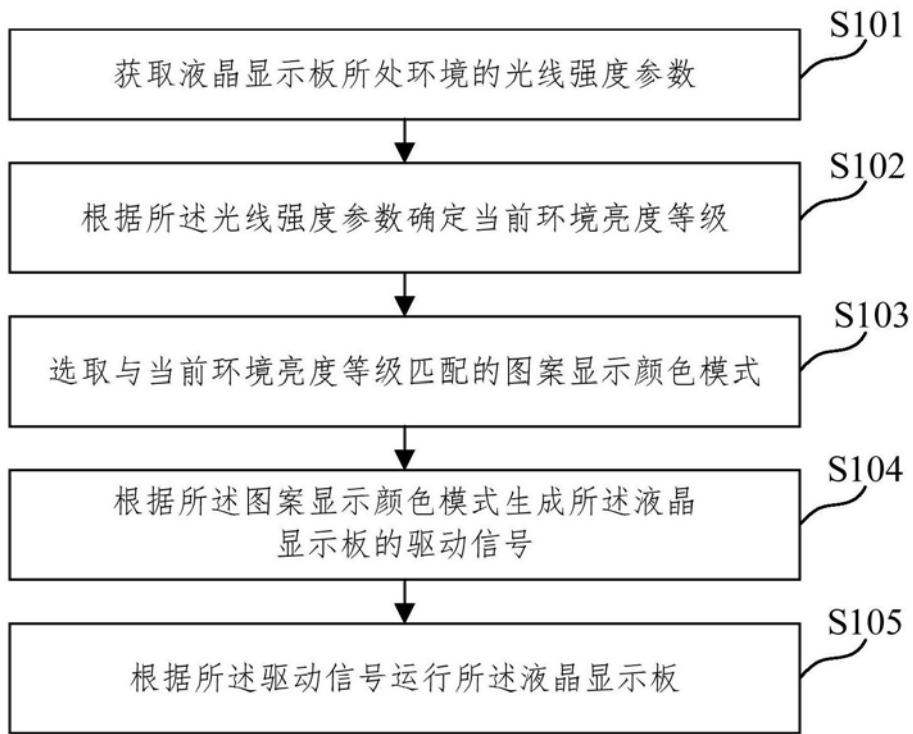 S101
获取液晶显示板所处环境的光线强度参数
S102
根据所述光线强度参数确定当前环境亮度等级
S103
选取与当前环境亮度等级匹配的图案显示颜色模式
S104
根据所述图案显示颜色模式生成所述液晶
显示板的驱动信号
S105
根据所述驱动信号运行所述液晶显示板